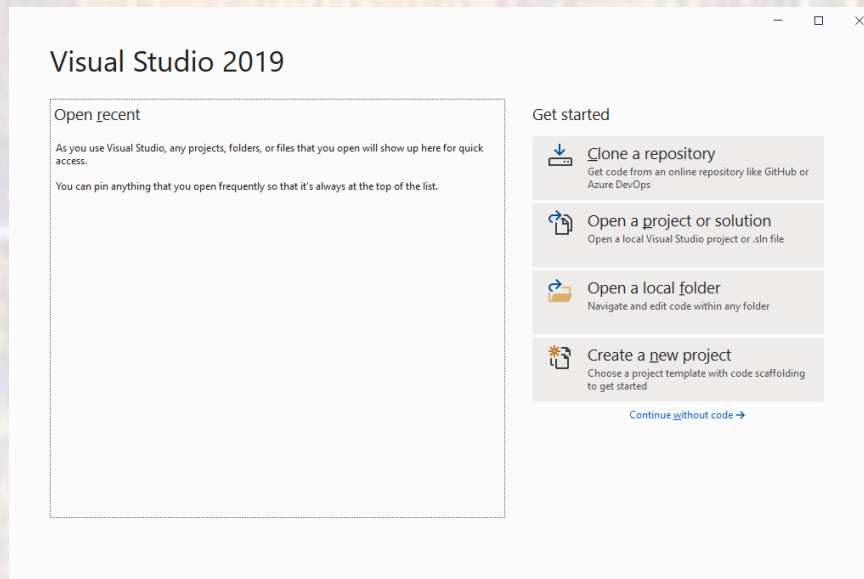 Visual Studio 2019
Open recent
As you use Visual Studio, any projects, folders, or files that you open will show up here for quick
access.
You can pin anything that you open frequently so that it's always at the top of the list.
Get started
Clone a repository
Get code from an online repository like GitHub or
Azure DevOps
Open a project or solution
Open a local Visual Studio project or .sln file
Open a local folder
Navigate and edit code within any folder
Create a new project
Choose a project template with code scaffolding
to get started
Continue without code →